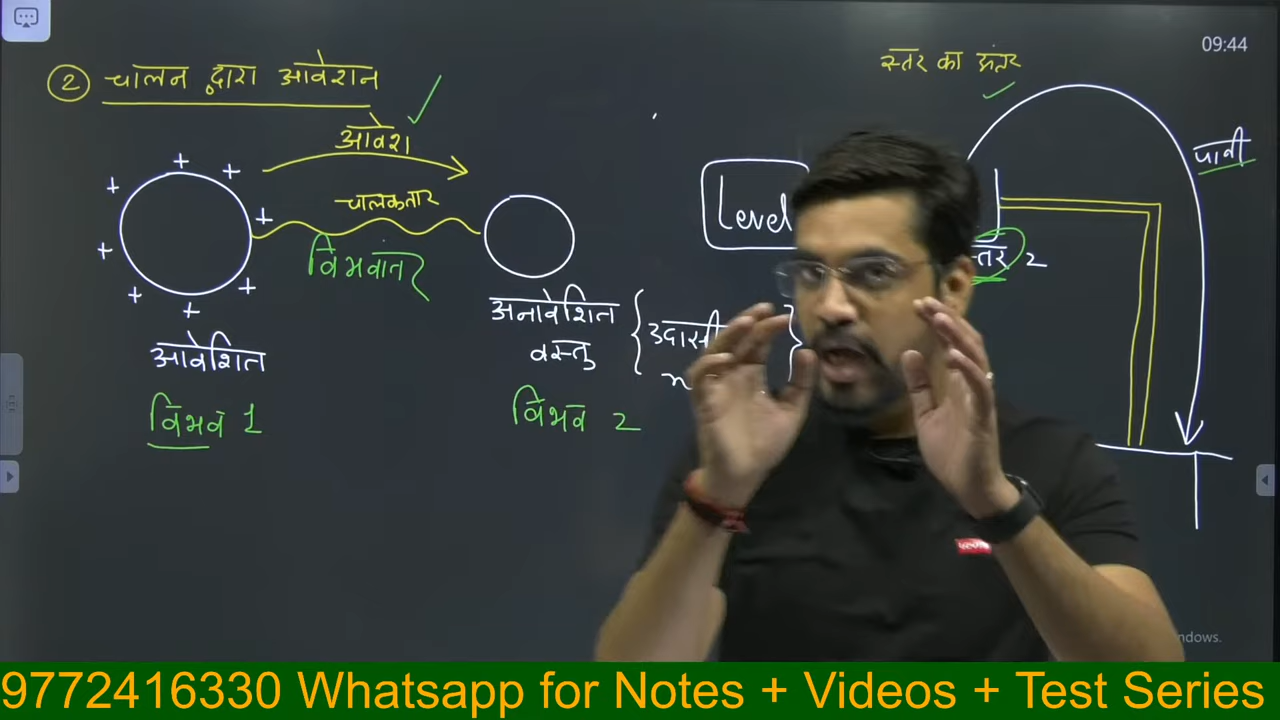 ② चालन द्वारा आवेशन
आवेश
चालकतार
विभवांतर
आवेशित
विभव 1
अनावेशित
वस्तु
विभव 2
स्तर का अंतर
पानी
Level
2
09:44
9772416330 Whatsapp for Notes + Videos + Test Series